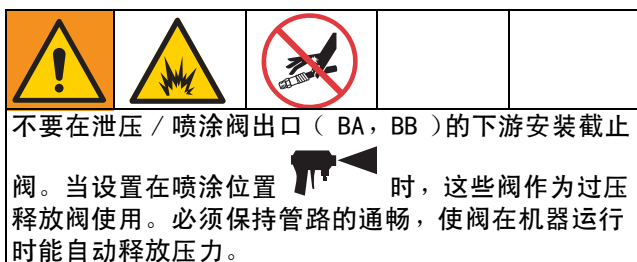 不要在泄压 / 喷涂阀出口( BA，BB )的下游安装截止
阀。当设置在喷涂位置 时，这些阀作为过压
释放阀使用。必须保持管路的通畅，使阀在机器运行
时能自动释放压力。